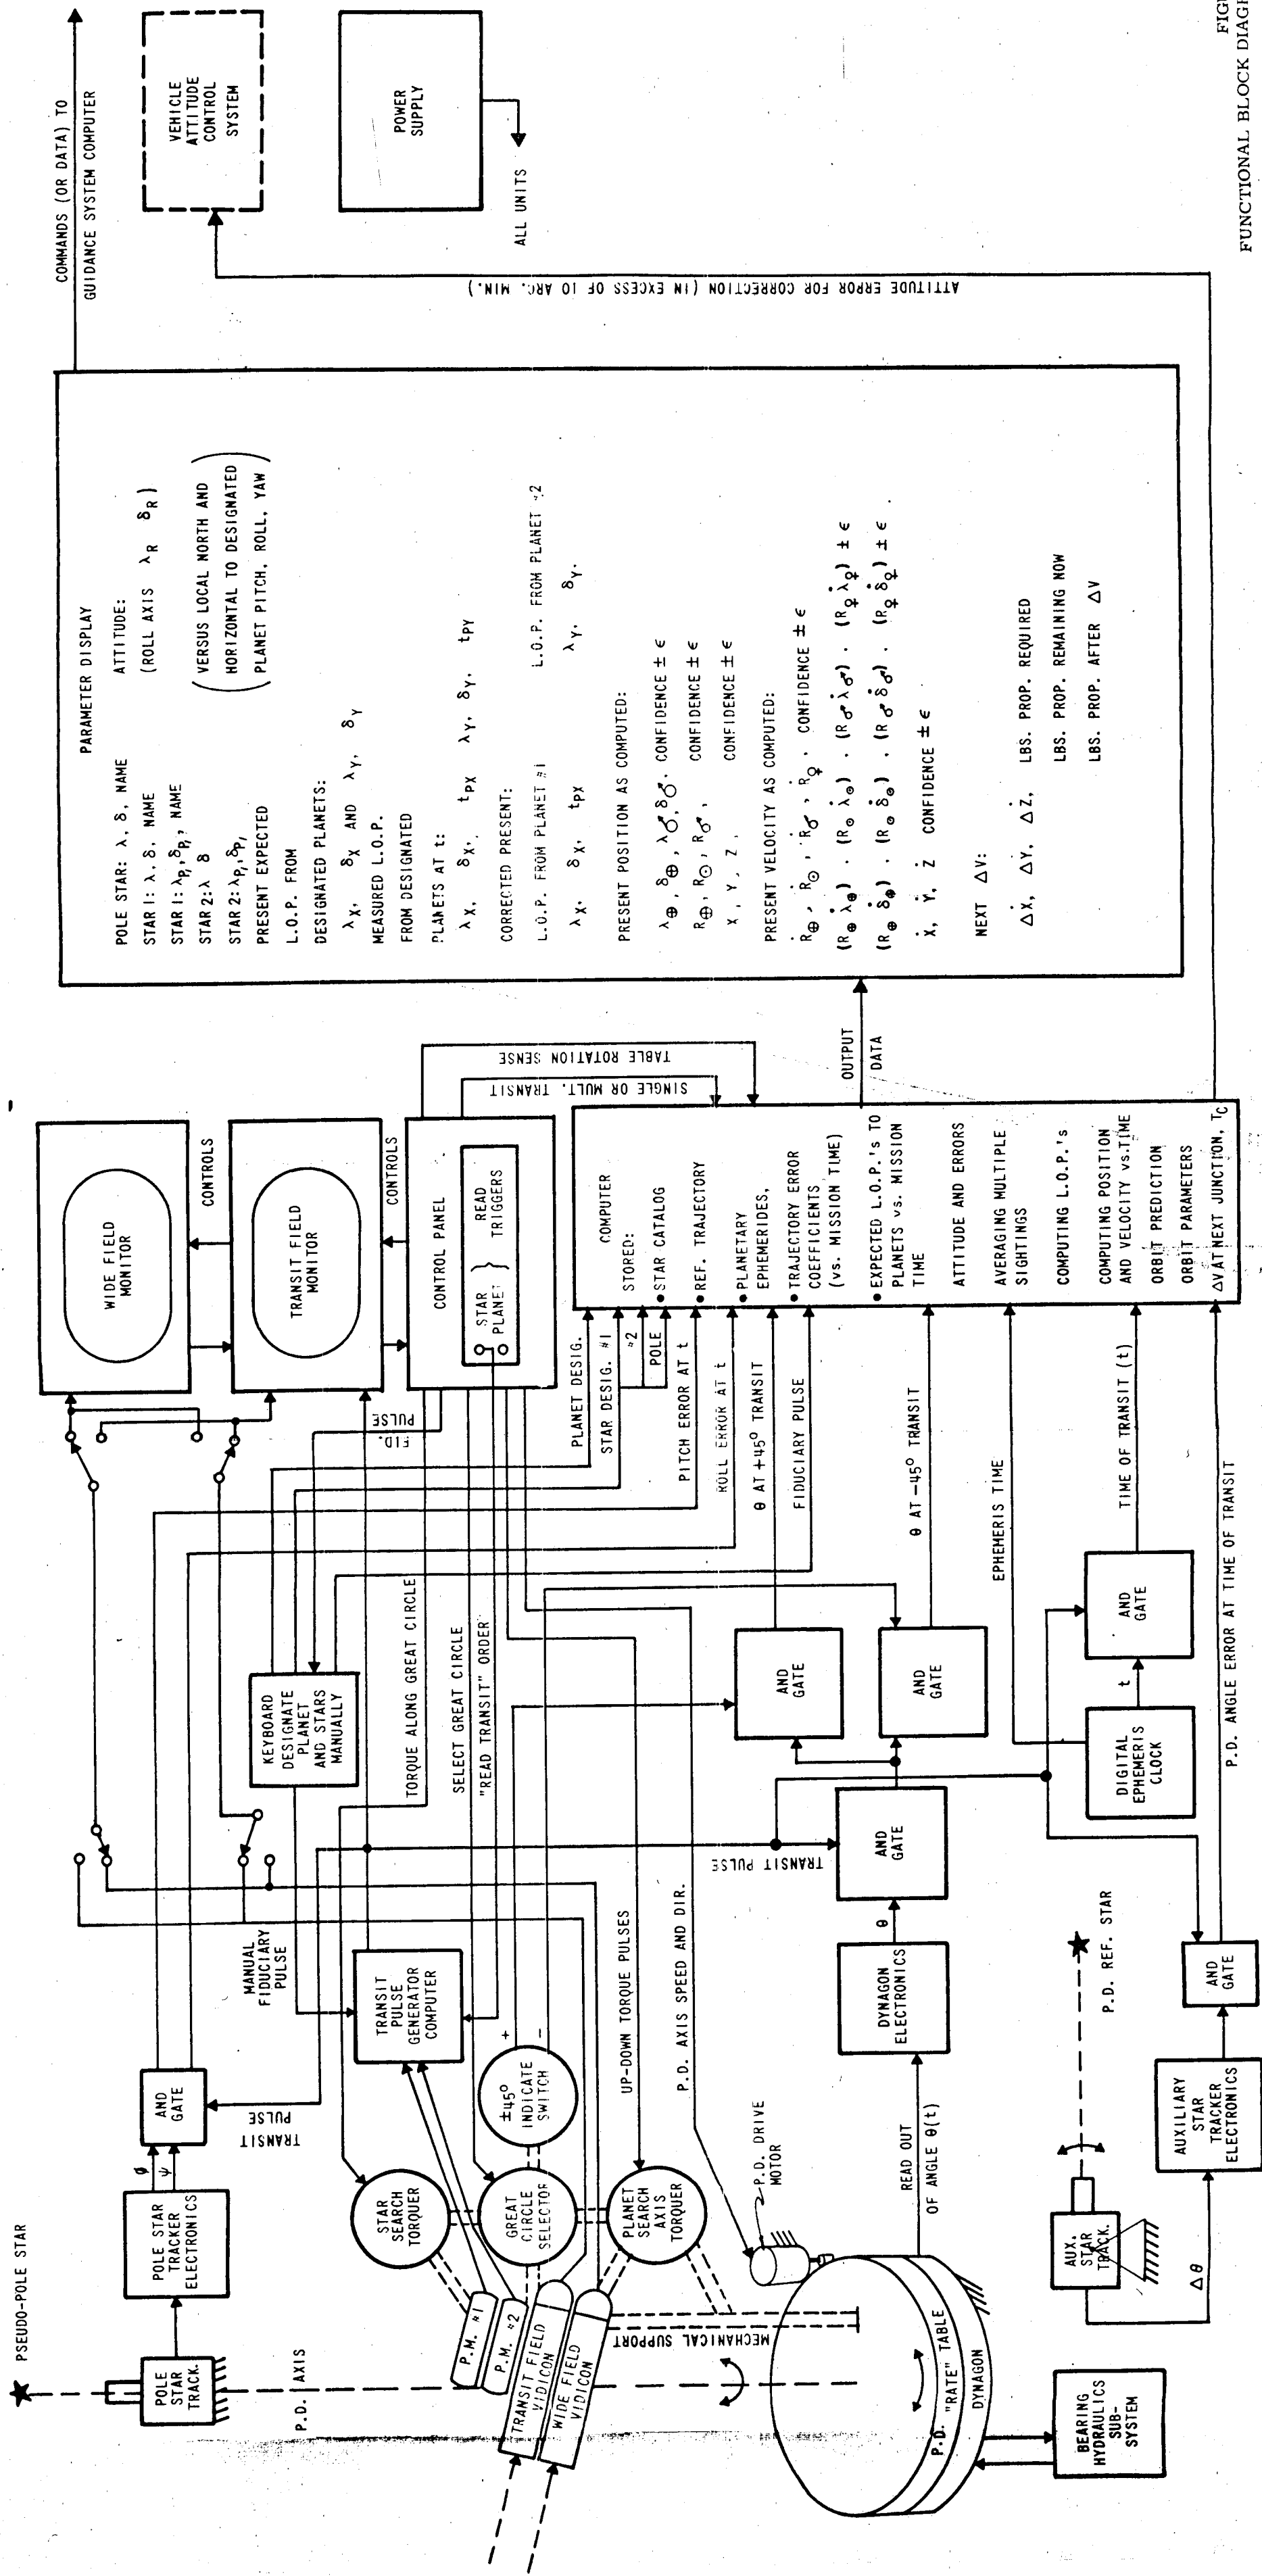 PSEUDO-POLE STAR
POLE
STAR
TRACK.
P.D. AXIS
POLE STAR
TRACKER
ELECTRONICS
φ
ψ
AND
GATE
TRANSIT
PULSE
MANUAL
FIDUCIARY
PULSE
TRANSIT
PULSE
GENERATOR
COMPUTER
KEYBOARD
DESIGNATE
PLANET
AND STARS
MANUALLY
STAR
SEARCH
TORQUER
GREAT
CIRCLE
SELECTOR
±45°
INDICATE
SWITCH
+
-
PLANET
SEARCH
AXIS
TORQUER
P.M. #1
P.M. #2
TRANSIT FIELD
VIDICON
WIDE FIELD
VIDICON
MECHANICAL SUPPORT
P.D. DRIVE
MOTOR
P.D. "RATE" TABLE
DYNAGON
BEARING
HYDRAULICS
SUB-
SYSTEM
READ OUT
OF ANGLE θ(t)
DYNAGON
ELECTRONICS
θ
AND
GATE
TRANSIT PULSE
TORQUE ALONG GREAT CIRCLE
SELECT GREAT CIRCLE
"READ TRANSIT" ORDER
UP-DOWN TORQUE PULSES
P.D. AXIS SPEED AND DIR.
AND
GATE
AND
GATE
AUX.
STAR
TRACK.
P.D. REF. STAR
Δθ
AUXILIARY
STAR
TRACKER
ELECTRONICS
AND
GATE
DIGITAL
EPHEMERIS
CLOCK
t
AND
GATE
FID.
PULSE
PLANET DESIG.
STAR DESIG. #1
#2
POLE
PITCH ERROR AT t
ROLL ERROR AT t
θ AT +45° TRANSIT
FIDUCIARY PULSE
θ AT -45° TRANSIT
EPHEMERIS TIME
TIME OF TRANSIT (t)
P.D. ANGLE ERROR AT TIME OF TRANSIT
WIDE FIELD
MONITOR
CONTROLS
TRANSIT FIELD
MONITOR
CONTROLS
CONTROL PANEL
STAR
PLANET
READ
TRIGGERS
SINGLE OR MULT. TRANSIT
TABLE ROTATION SENSE
COMPUTER
STORED:
• STAR CATALOG
• REF. TRAJECTORY
• PLANETARY
EPHEMERIDES,
• TRAJECTORY ERROR
COEFFICIENTS
(vs. MISSION TIME)
• EXPECTED L.O.P.'s TO
PLANETS vs. MISSION
TIME
ATTITUDE AND ERRORS
AVERAGING MULTIPLE
SIGHTINGS
COMPUTING L.O.P.'s
COMPUTING POSITION
AND VELOCITY vs.TIME
ORBIT PREDICTION
ORBIT PARAMETERS
ΔV AT NEXT JUNCTION, TC
OUTPUT
DATA
PARAMETER DISPLAY
POLE STAR: λ, δ, NAME
STAR 1: λ, δ, NAME
STAR 1: λP, δP, NAME
STAR 2: λ δ
STAR 2: λP, δP,
ATTITUDE:
(ROLL AXIS λR δR)
(VERSUS LOCAL NORTH AND
HORIZONTAL TO DESIGNATED
PLANET PITCH, ROLL, YAW)
PRESENT EXPECTED
L.O.P. FROM
DESIGNATED PLANETS:
λX, δX AND λY, δY
MEASURED L.O.P.
FROM DESIGNATED
PLANETS AT t:
λX, δX, tPX λY, δY, tPY
CORRECTED PRESENT:
L.O.P. FROM PLANET #1 L.O.P. FROM PLANET #2
λX, δX, tPX λY, δY.
PRESENT POSITION AS COMPUTED:
λ⊕, δ⊕, λ♂, δ♂, CONFIDENCE ± ϵ
R⊕, R⊙, R♂, CONFIDENCE ± ϵ
X, Y, Z, CONFIDENCE ± ϵ
PRESENT VELOCITY AS COMPUTED:
Ṙ⊕, Ṙ⊙, Ṙ♂, Ṙ♀, CONFIDENCE ± ϵ
(R⊕ λ̇⊕), (R⊙ λ̇⊙), (R♂ λ̇♂), (R♀ λ̇♀) ± ϵ
(R⊕ δ̇⊕), (R⊙ δ̇⊙), (R♂ δ̇♂), (R♀ δ̇♀) ± ϵ
Ẋ, Ẏ, Ż CONFIDENCE ± ϵ
NEXT ΔV:
ΔẊ, ΔẎ, ΔŻ, LBS. PROP. REQUIRED
LBS. PROP. REMAINING NOW
LBS. PROP. AFTER ΔV
COMMANDS (OR DATA) TO
GUIDANCE SYSTEM COMPUTER
VEHICLE
ATTITUDE
CONTROL
SYSTEM
POWER
SUPPLY
ALL UNITS
ATTITUDE ERROR FOR CORRECTION (IN EXCESS OF 10 ARC. MIN.)
FIGU
FUNCTIONAL BLOCK DIAGR